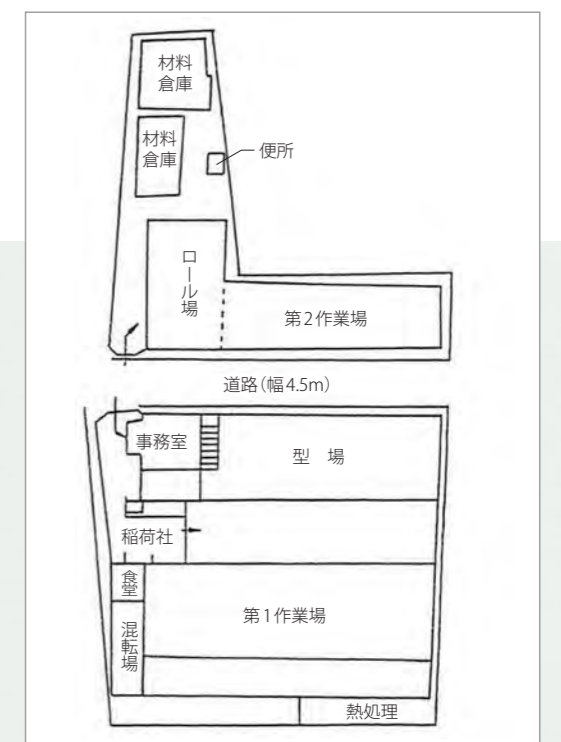 材料
倉庫
材料
倉庫
便所
ロール場
第2作業場
道路(幅4.5m)
事務室
型　場
稲荷社
食堂
第1作業場
混転場
熱処理